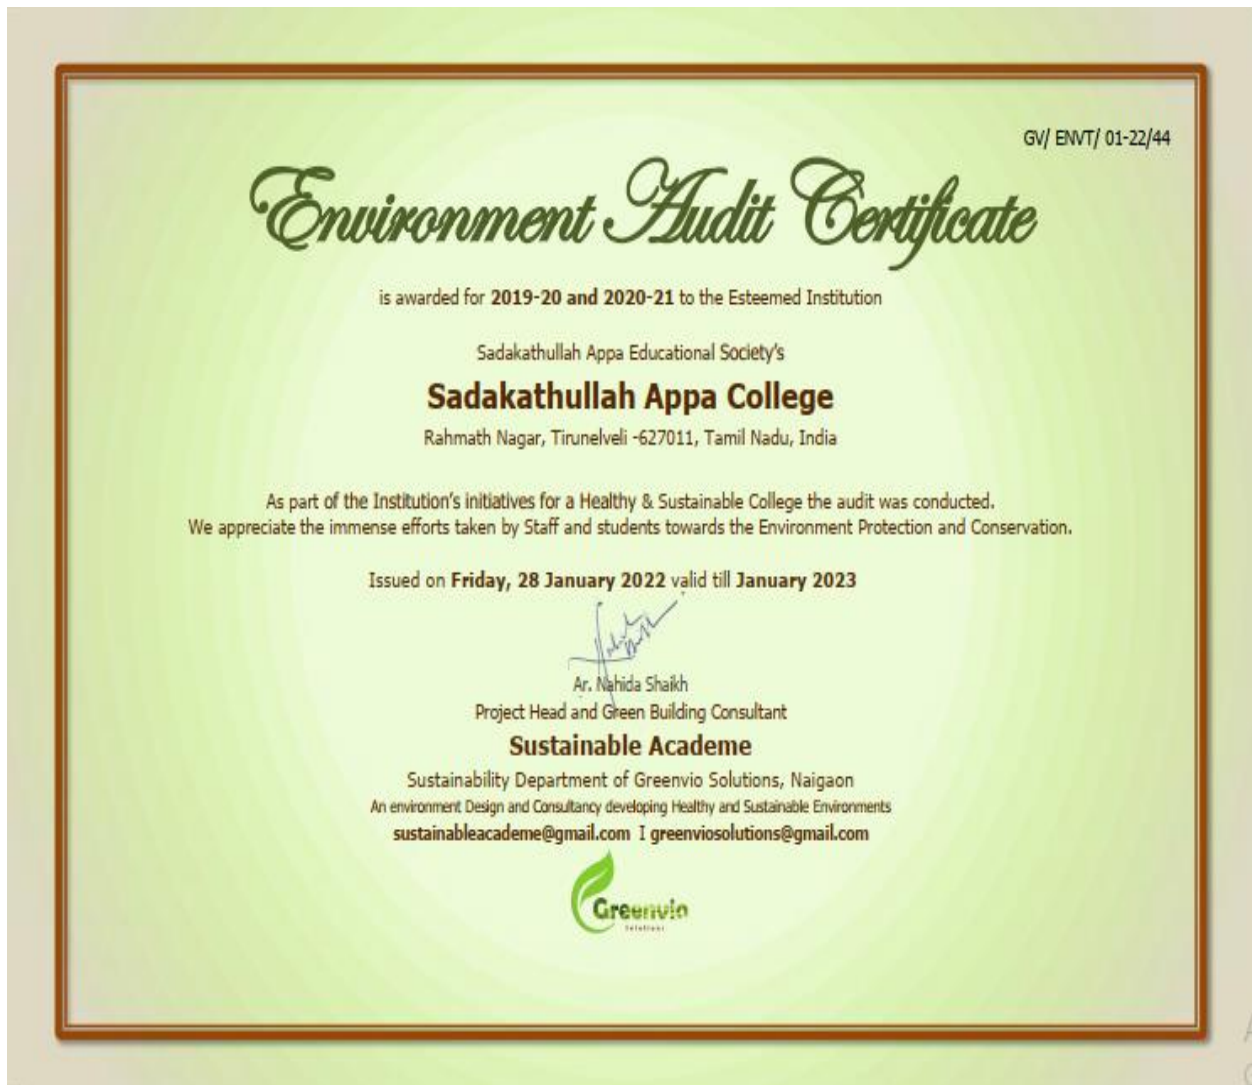 GV/ ENVT/ 01-22/44
Environment Audit Certificate
is awarded for 2019-20 and 2020-21 to the Esteemed Institution
Sadakathullah Appa Educational Society's
Sadakathullah Appa College
Rahmath Nagar, Tirunelveli -627011, Tamil Nadu, India
As part of the Institution's initiatives for a Healthy & Sustainable College the audit was conducted.
We appreciate the immense efforts taken by Staff and students towards the Environment Protection and Conservation.
Issued on Friday, 28 January 2022 valid till January 2023
Ar. Nahida Shaikh
Project Head and Green Building Consultant
Sustainable Academe
Sustainability Department of Greenvio Solutions, Naigaon
An environment Design and Consultancy developing Healthy and Sustainable Environments
sustainableacademe@gmail.com I greenviosolutions@gmail.com
Greenvio
Solutions